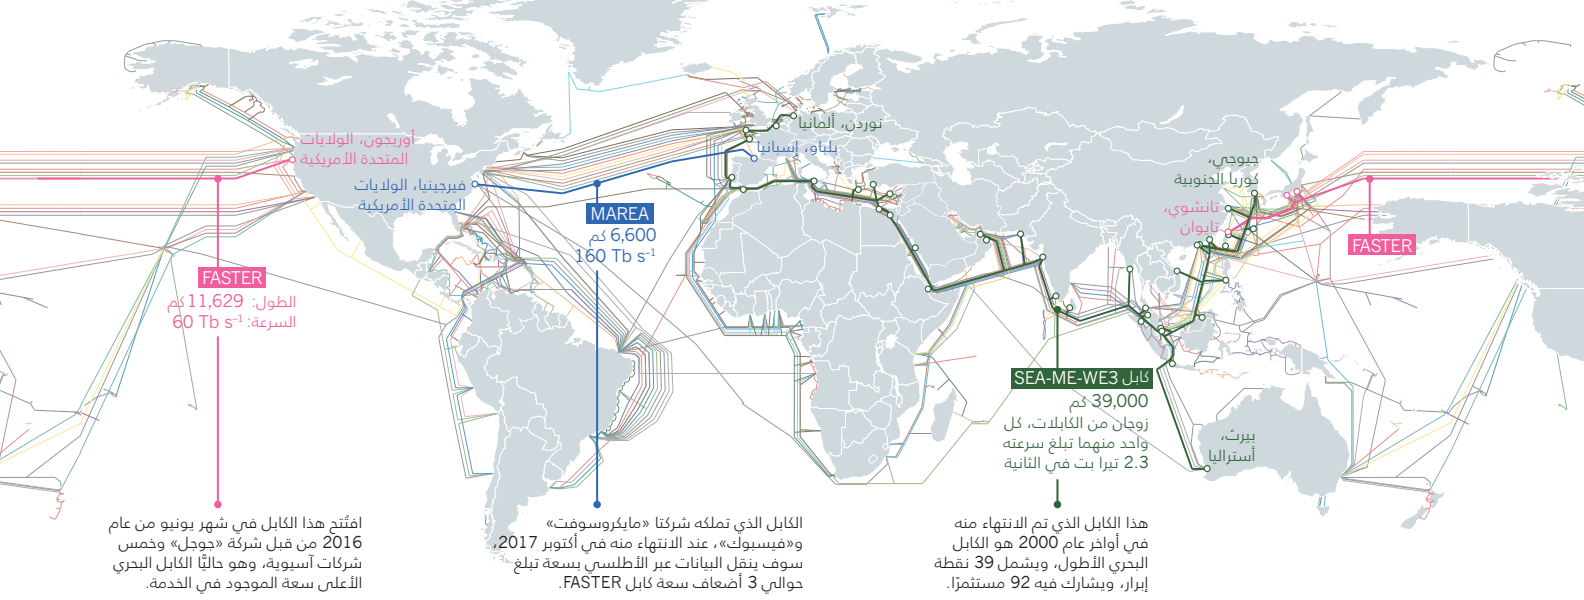 نوردن، ألمانيا
بلباو، إسبانيا
أوريجون، الولايات
المتحدة الأمريكية
فيرجينيا، الولايات
المتحدة الأمريكية
جيوجي،
كوريا الجنوبية
تانشوي،
تايوان
FASTER
MAREA
6,600 كم
160 Tb s⁻¹
FASTER
الطول: 11,629 كم
السرعة: 60 Tb s⁻¹
كابل SEA-ME-WE3
39,000 كم
زوجان من الكابلات، كل
واحد منهما تبلغ سرعته
2.3 تيرا بت في الثانية
بيرث،
أستراليا
هذا الكابل الذي تم الانتهاء منه
في أواخر عام 2000 هو الكابل
البحري الأطول، ويشمل 39 نقطة
إبرار، ويشارك فيه 92 مستثمرًا.
الكابل الذي تملكه شركتا «مايكروسوفت»
و«فيسبوك»، عند الانتهاء منه في أكتوبر 2017،
سوف ينقل البيانات عبر الأطلسي بسعة تبلغ
حوالي 3 أضعاف سعة كابل FASTER.
افتُتح هذا الكابل في شهر يونيو من عام
2016 من قبل شركة «جوجل» وخمس
شركات آسيوية، وهو حاليًّا الكابل البحري
الأعلى سعة الموجود في الخدمة.